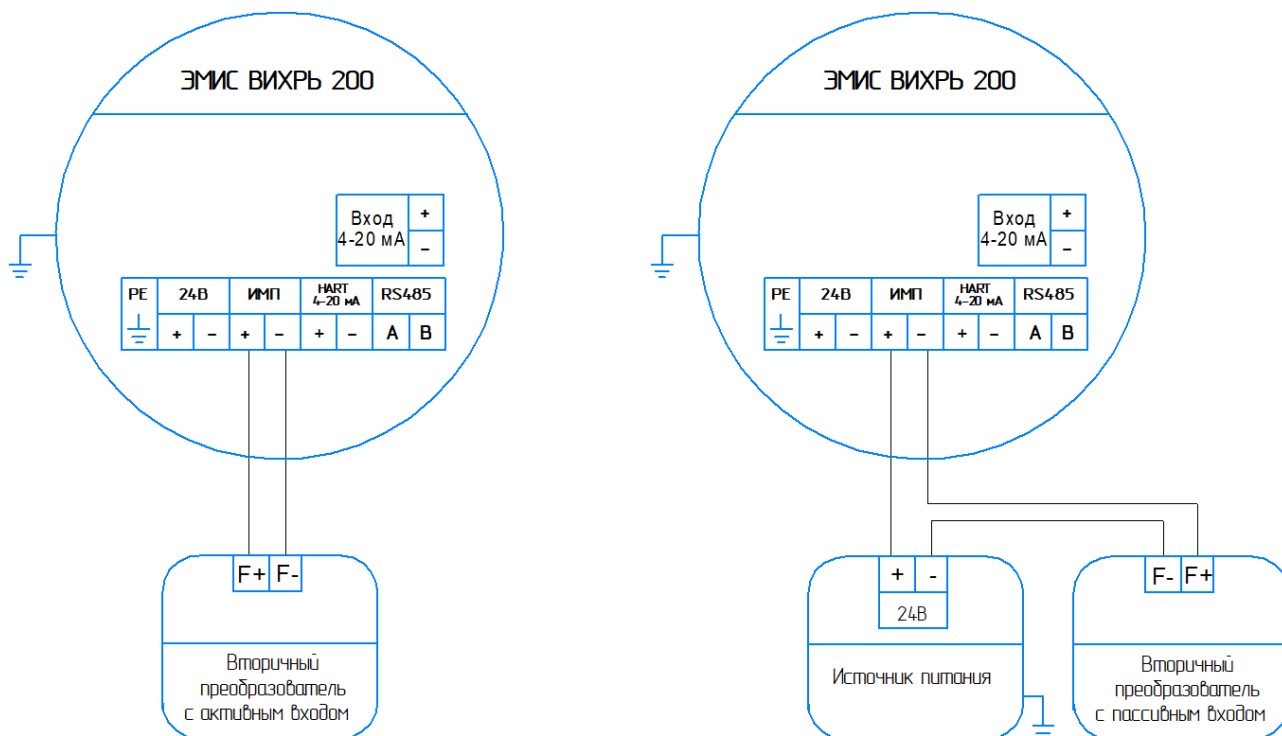 ЭМИС ВИХРЬ 200
Вход
4-20 мА
+
-
PE 24В ИМП HART
4-20 мА RS485
+ - + - + - A B
F+ F-
Вторичный
преобразователь
с активным входом
ЭМИС ВИХРЬ 200
Вход
4-20 мА
+
-
PE 24В ИМП HART
4-20 мА RS485
+ - + - + - A B
+ -
24В
Источник питания
F- F+
Вторичный
преобразователь
с пассивным входом